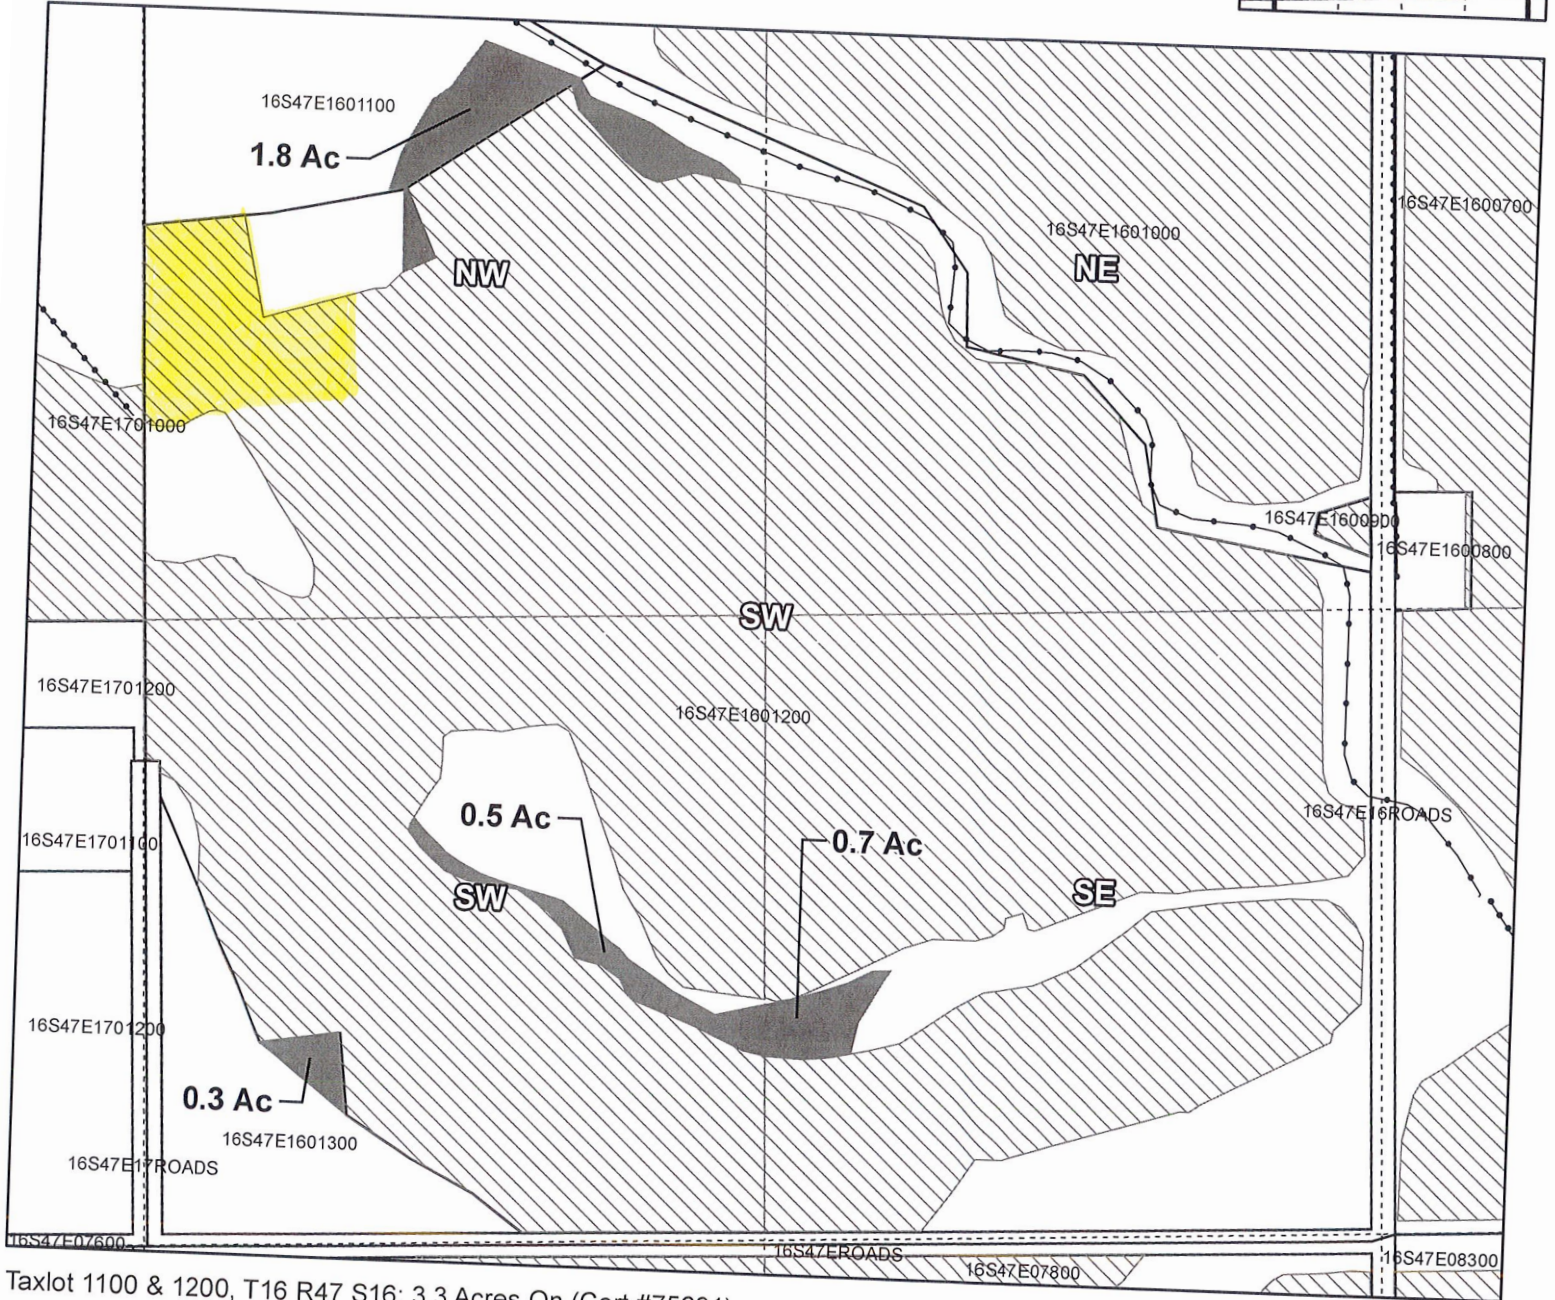 16S47E1601100
1.8 Ac
16S47E1600700
16S47E1601000
NE
NW
16S47E1701000
16S47E1600900
16S47E1600800
SW
16S47E1701200
16S47E1601200
16S47E16ROADS
0.5 Ac
0.7 Ac
16S47E1701100
SW
SE
16S47E1701200
0.3 Ac
16S47E1601300
16S47E17ROADS
16S47E07600
16S47EROADS
16S47E07800
16S47E08300
Taxlot 1100 & 1200, T16 R47 S16: 3.3 Acres On